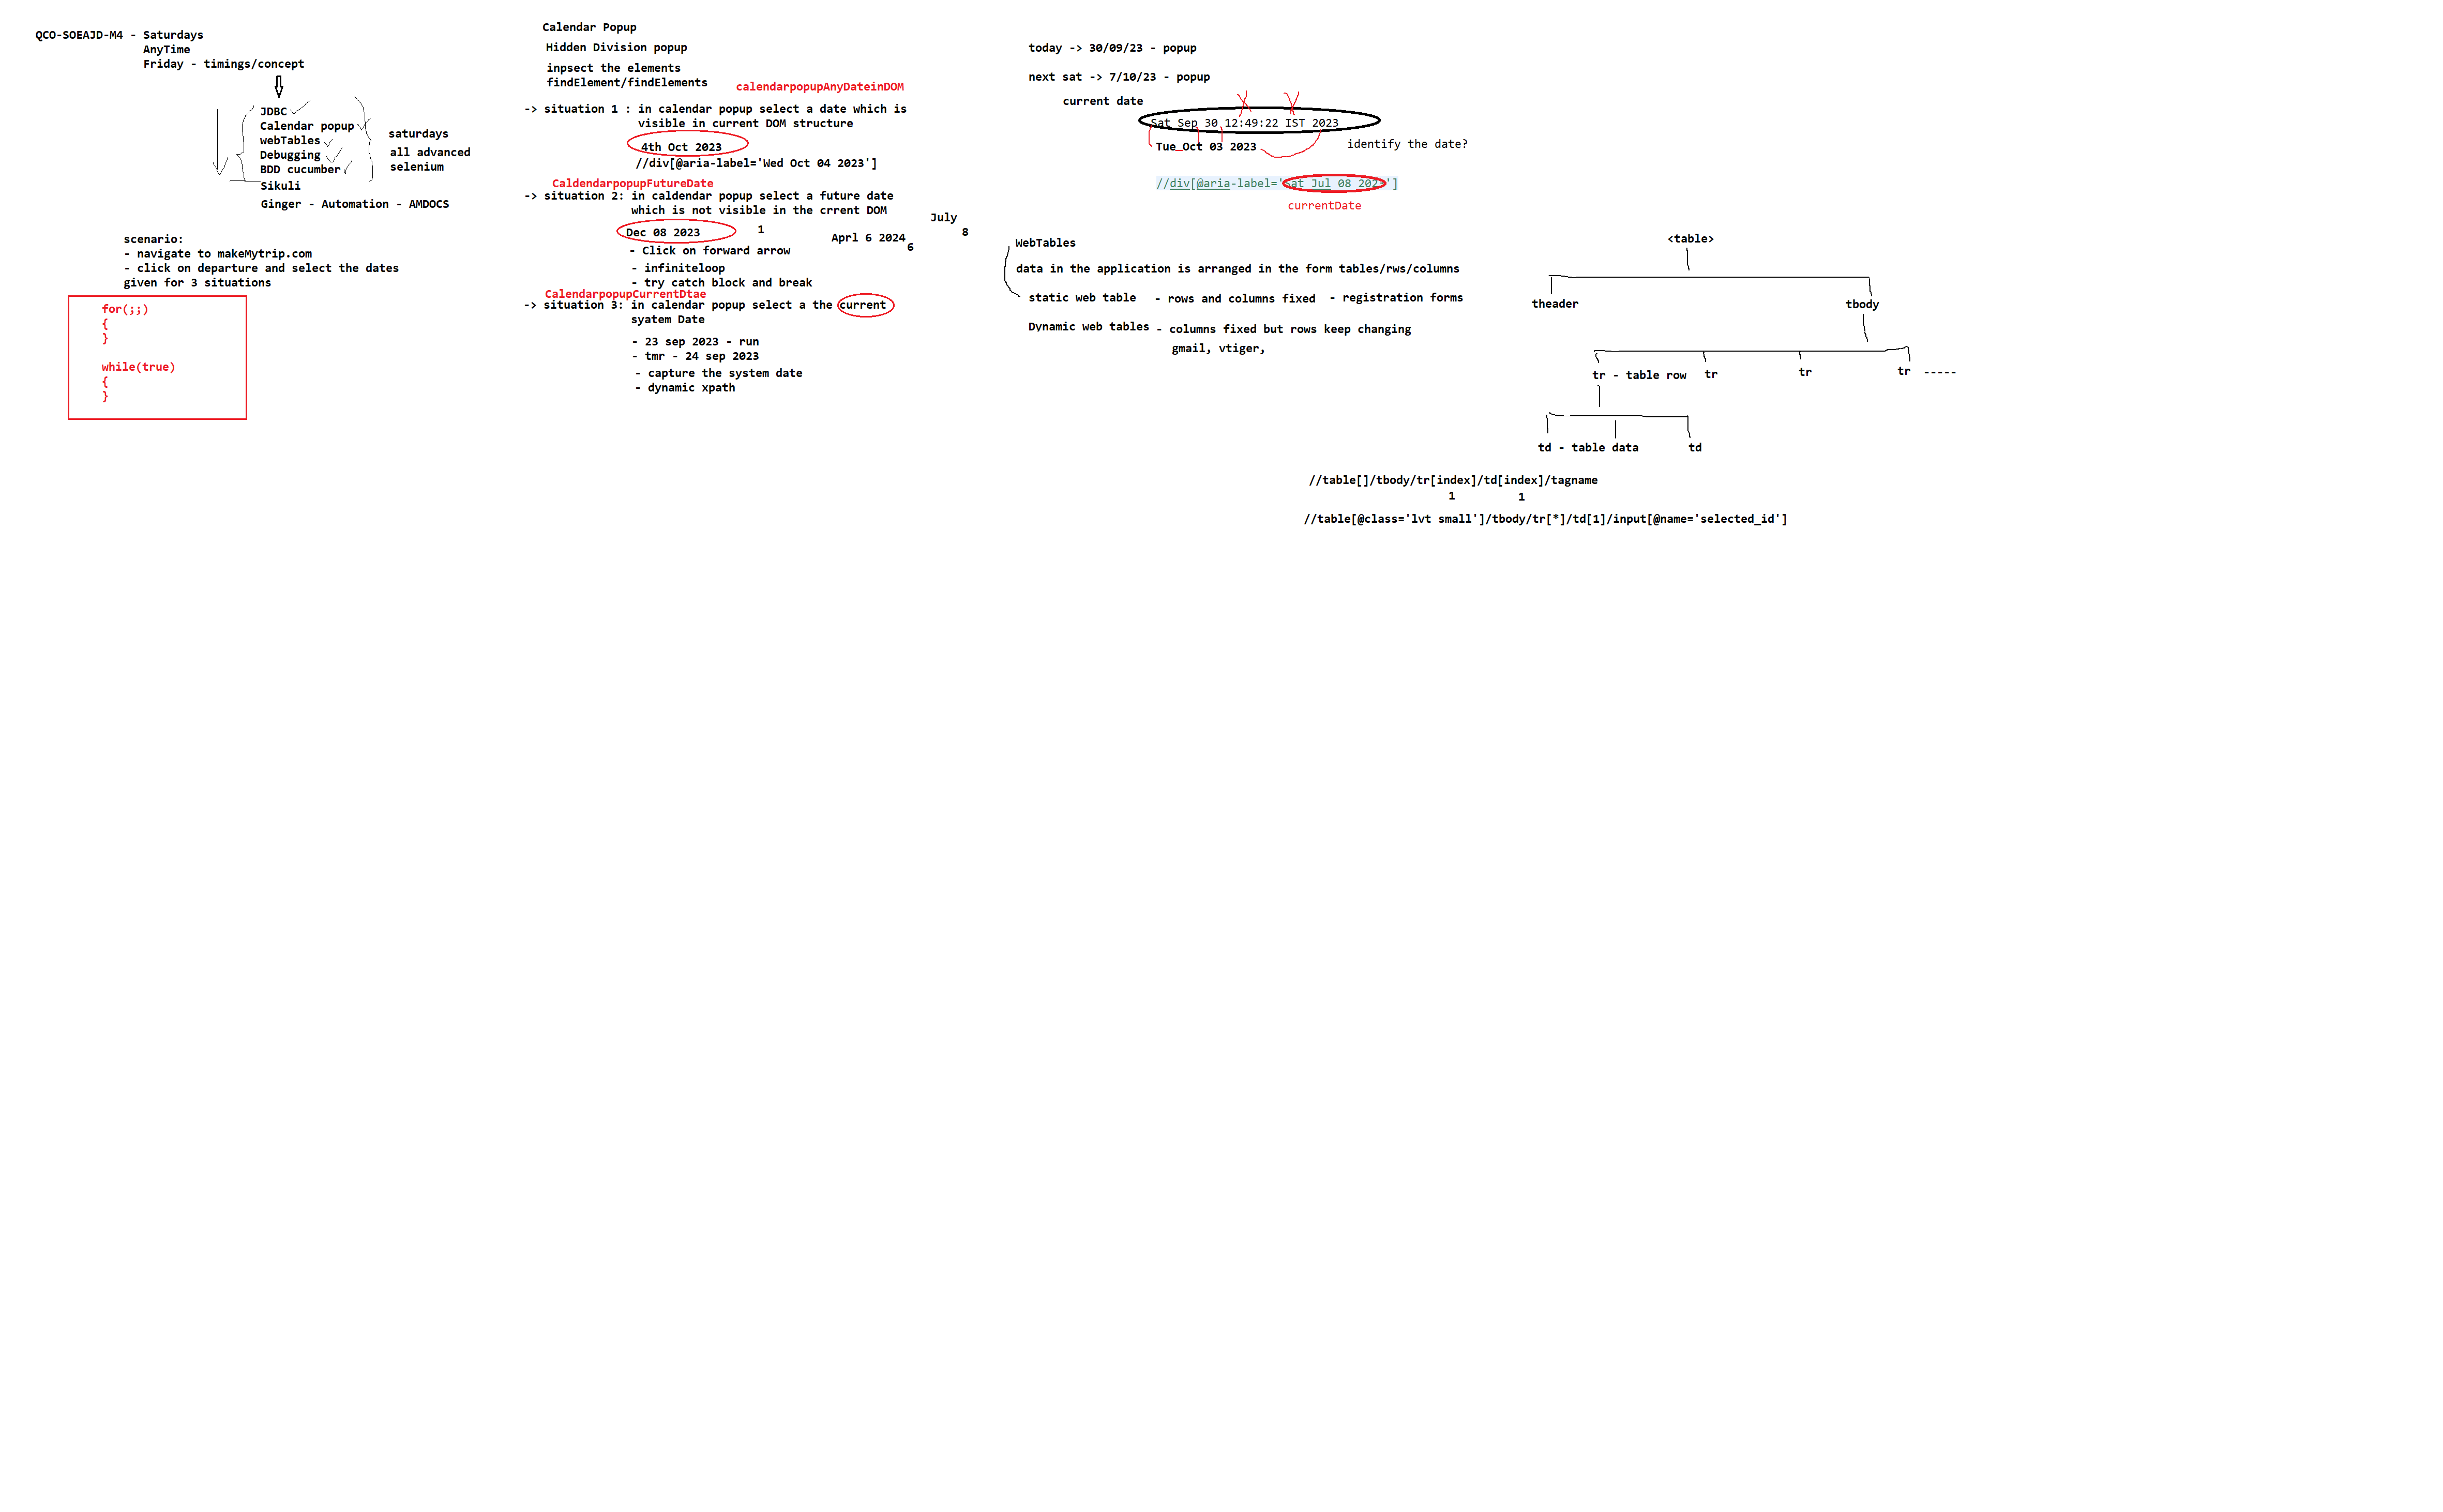 QCO-SOEAJD-M4 - Saturdays
AnyTime
Friday - timings/concept
JDBC
Calendar popup
webTables
Debugging
BDD cucumber
Sikuli
Ginger - Automation - AMDOCS
saturdays
all advanced
selenium
scenario:
- navigate to makeMytrip.com
- click on departure and select the dates
given for 3 situations
for(;;)
{
}
while(true)
{
}
Calendar Popup
Hidden Division popup
inpsect the elements
findElement/findElements
calendarpopupAnyDateinDOM
-> situation 1 : in calendar popup select a date which is
visible in current DOM structure
4th Oct 2023
//div[@aria-label='Wed Oct 04 2023']
CaldendarpopupFutureDate
-> situation 2: in caldendar popup select a future date
which is not visible in the crrent DOM
Dec 08 2023
1
Aprl 6 2024
6
July
8
- Click on forward arrow
- infiniteloop
- try catch block and break
CalendarpopupCurrentDtae
-> situation 3: in calendar popup select a the current
syatem Date
- 23 sep 2023 - run
- tmr - 24 sep 2023
- capture the system date
- dynamic xpath
today -> 30/09/23 - popup
next sat -> 7/10/23 - popup
current date
Sat Sep 30 12:49:22 IST 2023
Tue Oct 03 2023
identify the date?
//div[@aria-label='Sat Jul 08 2023']
currentDate
WebTables
data in the application is arranged in the form tables/rws/columns
static web table - rows and columns fixed - registration forms
Dynamic web tables - columns fixed but rows keep changing
gmail, vtiger,
<table>
theader
tbody
tr - table row
tr
tr
tr -----
td - table data
td
//table[]/tbody/tr[index]/td[index]/tagname
1
1
//table[@class='lvt small']/tbody/tr[*]/td[1]/input[@name='selected_id']